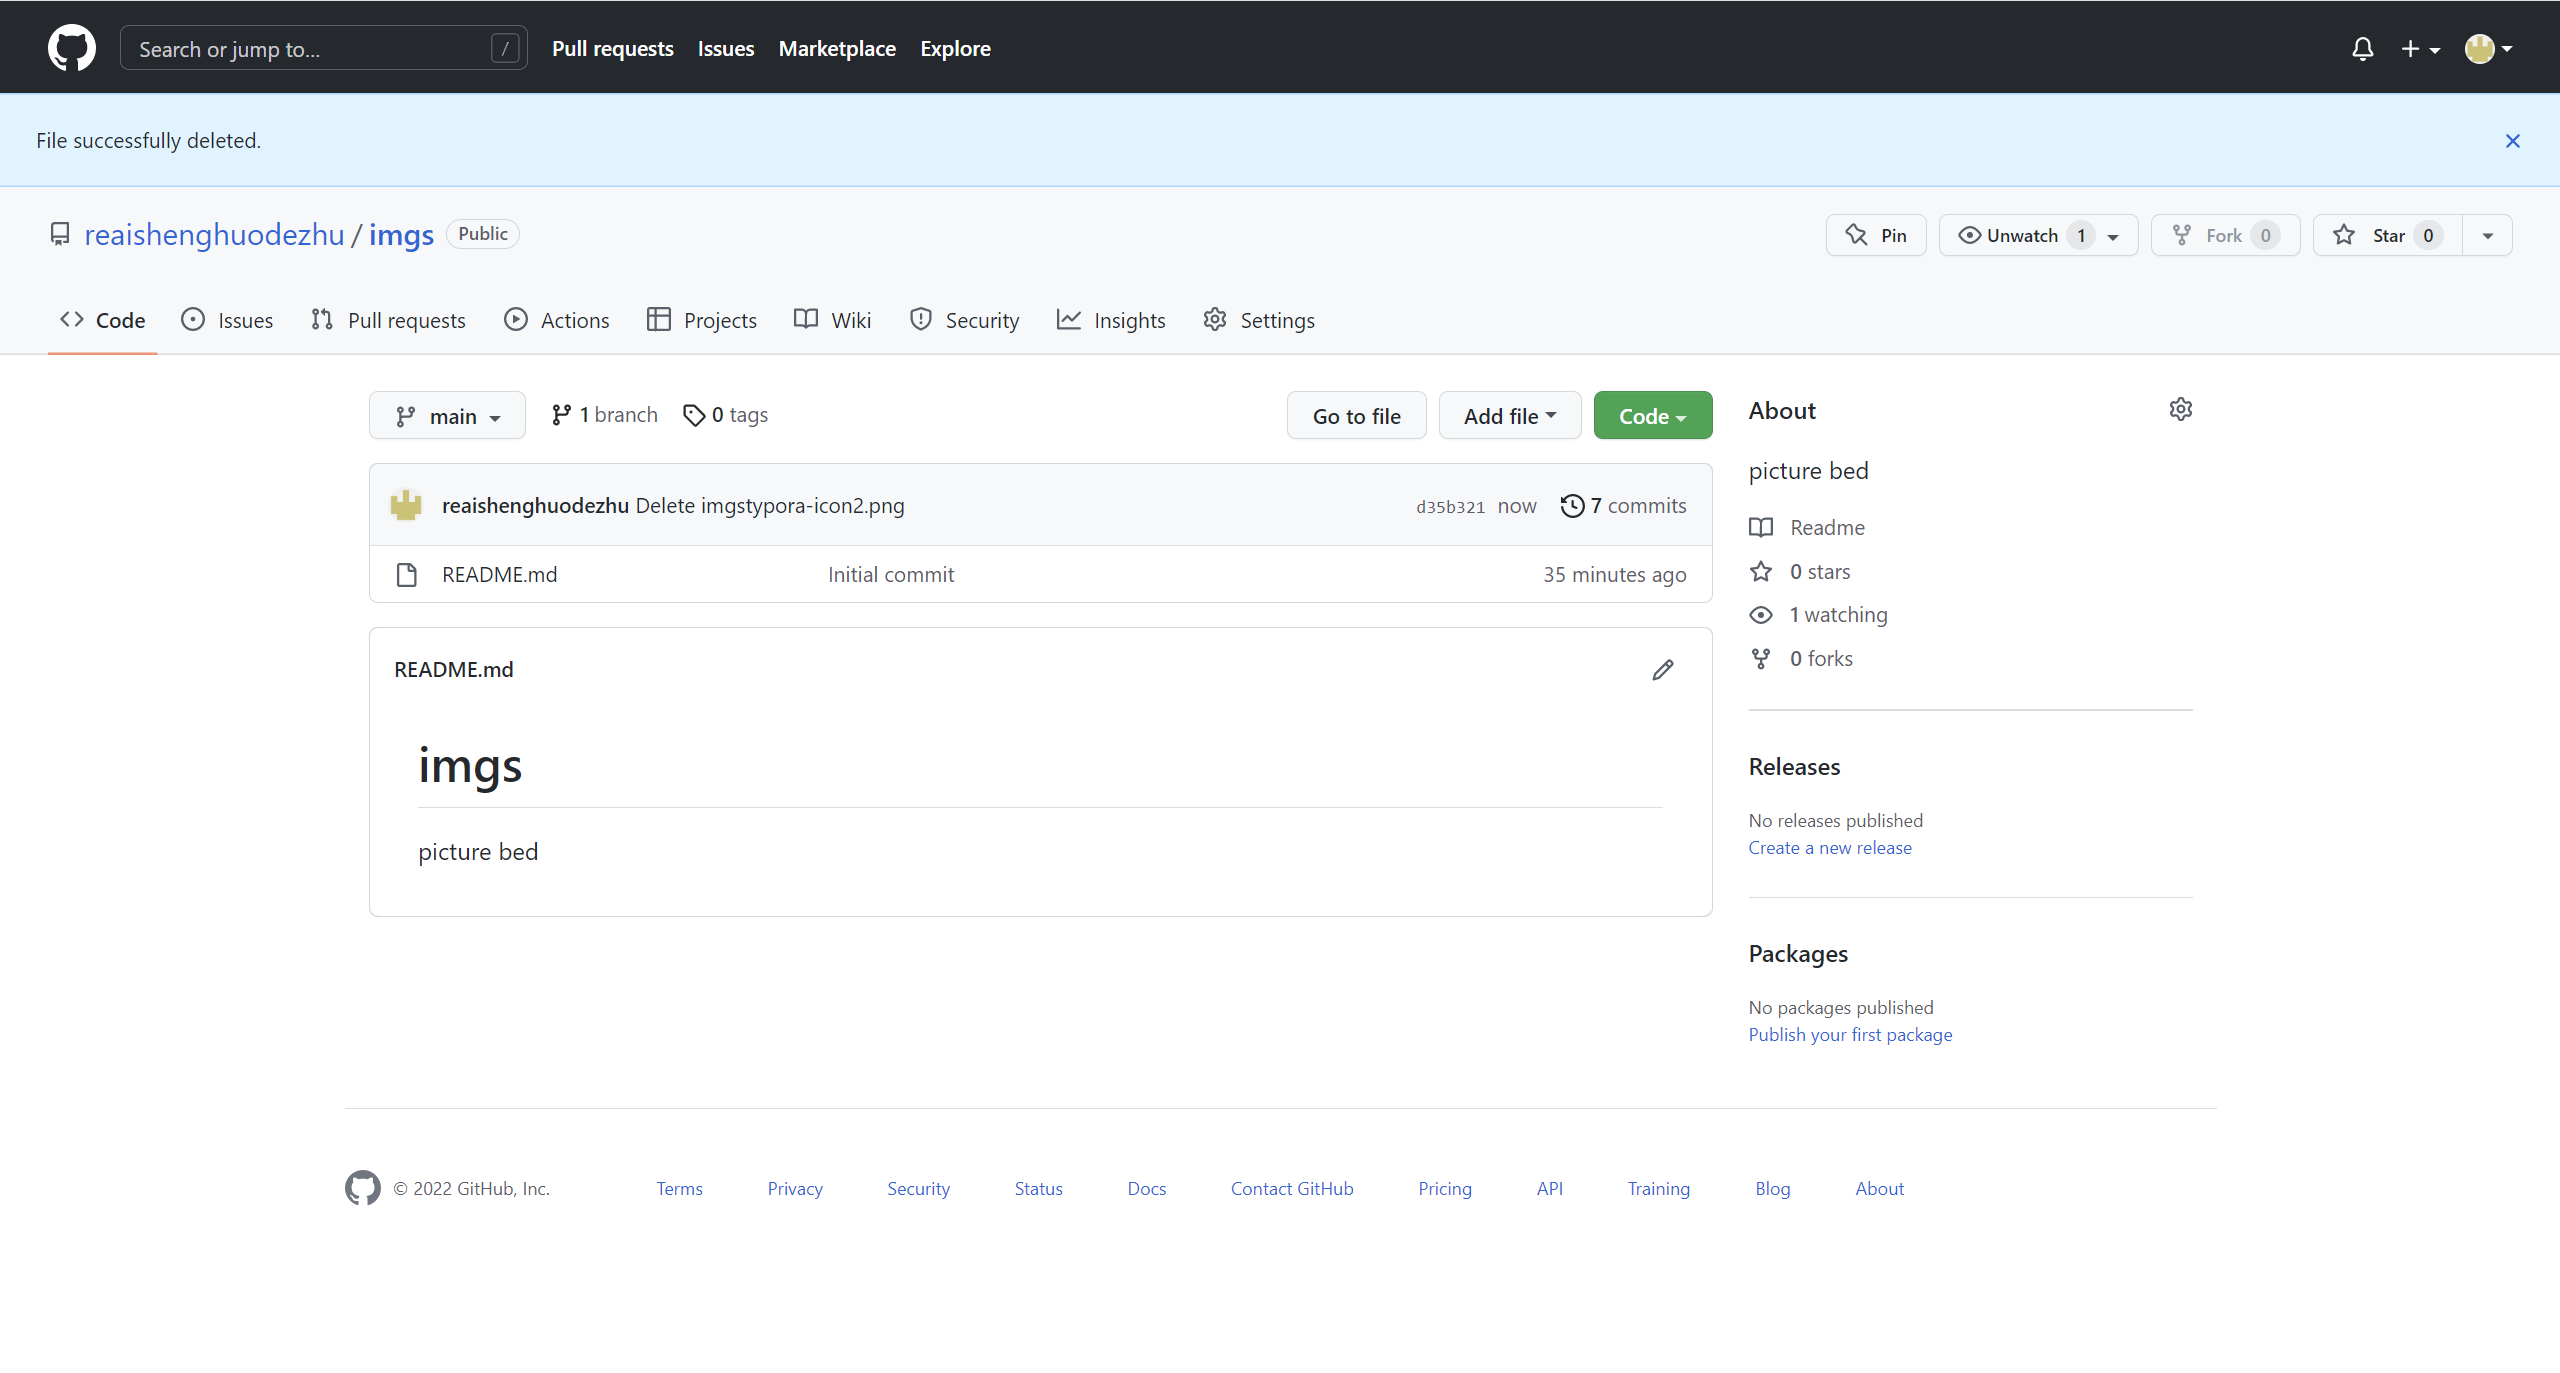 Search or jump to... /
Pull requests Issues Marketplace Explore
File successfully deleted.
reaishenghuodezhu / imgs Public
Pin Unwatch 1 Fork 0 Star 0
Code Issues Pull requests Actions Projects Wiki Security Insights Settings
main 1 branch 0 tags Go to file Add file Code
reaishenghuodezhu Delete imgstypora-icon2.png d35b321 now 7 commits
README.md Initial commit 35 minutes ago
README.md
imgs
picture bed
About
picture bed
Readme
0 stars
1 watching
0 forks
Releases
No releases published
Create a new release
Packages
No packages published
Publish your first package
© 2022 GitHub, Inc. Terms Privacy Security Status Docs Contact GitHub Pricing API Training Blog About